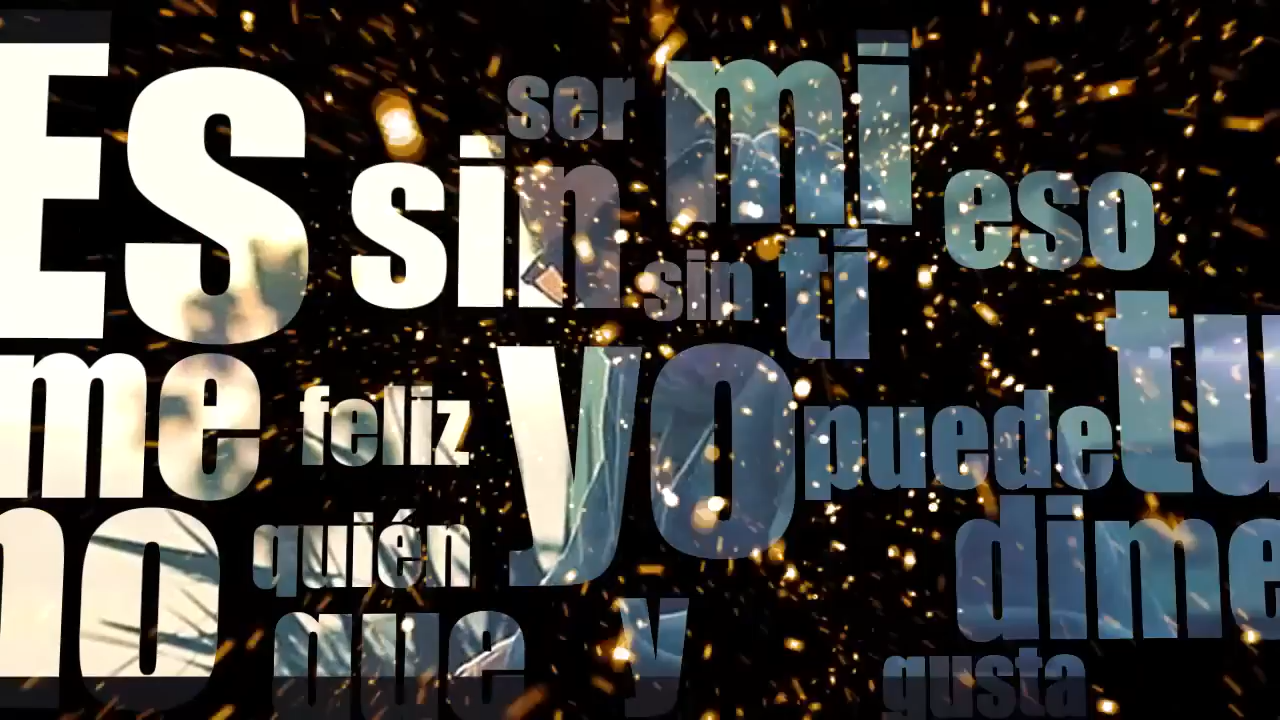 ES sin ser mi eso
sin ti
me feliz yo puede tu
no quién dime
que y gusta